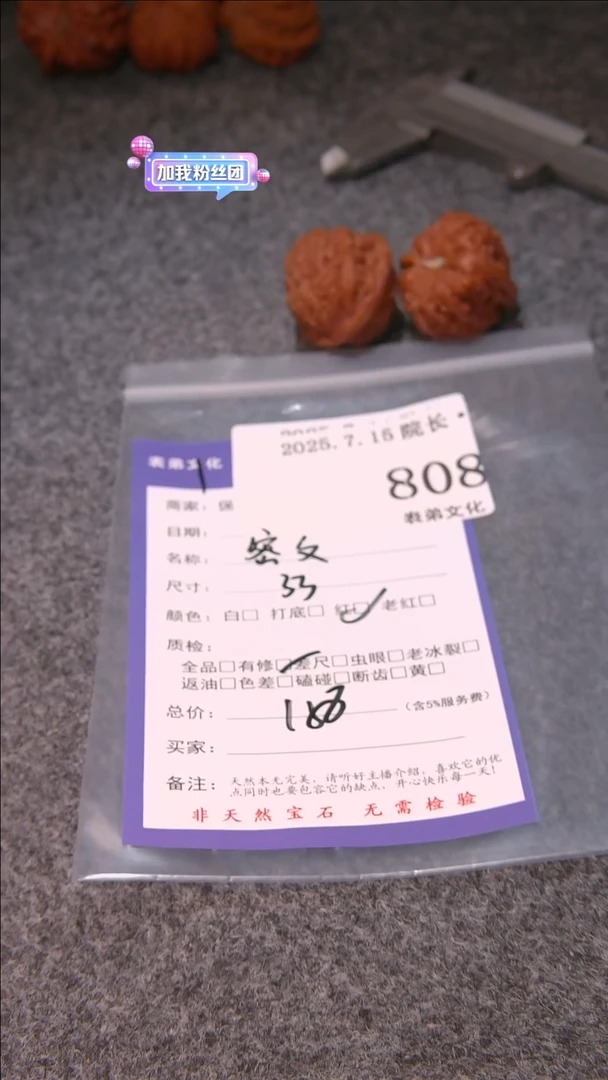 加我粉丝团
2025.7.15 院长
808
表弟文化
表弟文化
商家：保
日期：
名称：密纹
尺寸：35
颜色：白□ 打底□ 红□ 老红□
质检：
全品□有修□差尺□虫眼□老冰裂□
返油□色差□磕碰□断齿□黄□
总价：（含5%服务费）
买家：
备注：天然本无完美，请听好主播介绍，喜欢它的优
点同时也要包容它的缺点，开心快乐每一天！
非天然宝石 无需检验